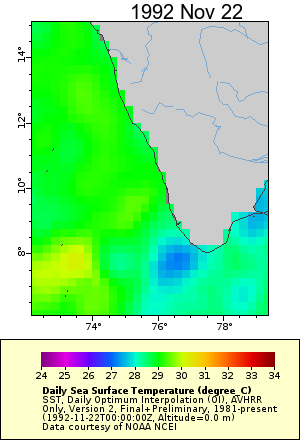 1992 Nov 22
14°
12°
10°
8°
74°
76°
78°
24 25 26 27 28 29 30 31 32 33 34
Daily Sea Surface Temperature (degree_C)
SST, Daily Optimum Interpolation (OI), AVHRR
Only, Version 2, Final+Preliminary, 1981-present
(1992-11-22T00:00:00Z, Altitude=0.0 m)
Data courtesy of NOAA NCEI